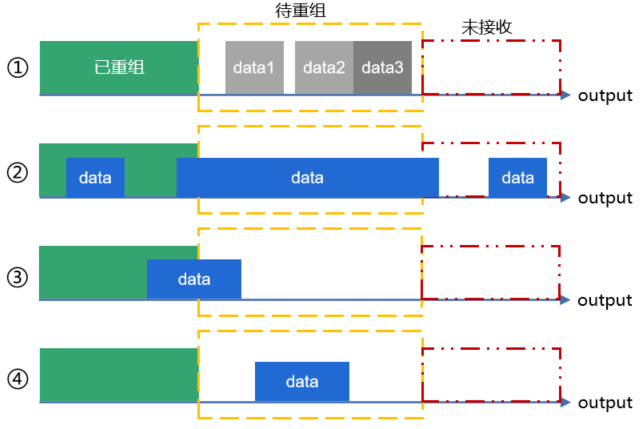 待重组
未接收
① 已重组 data1 data2 data3 output
② data data data output
③ data output
④ data output